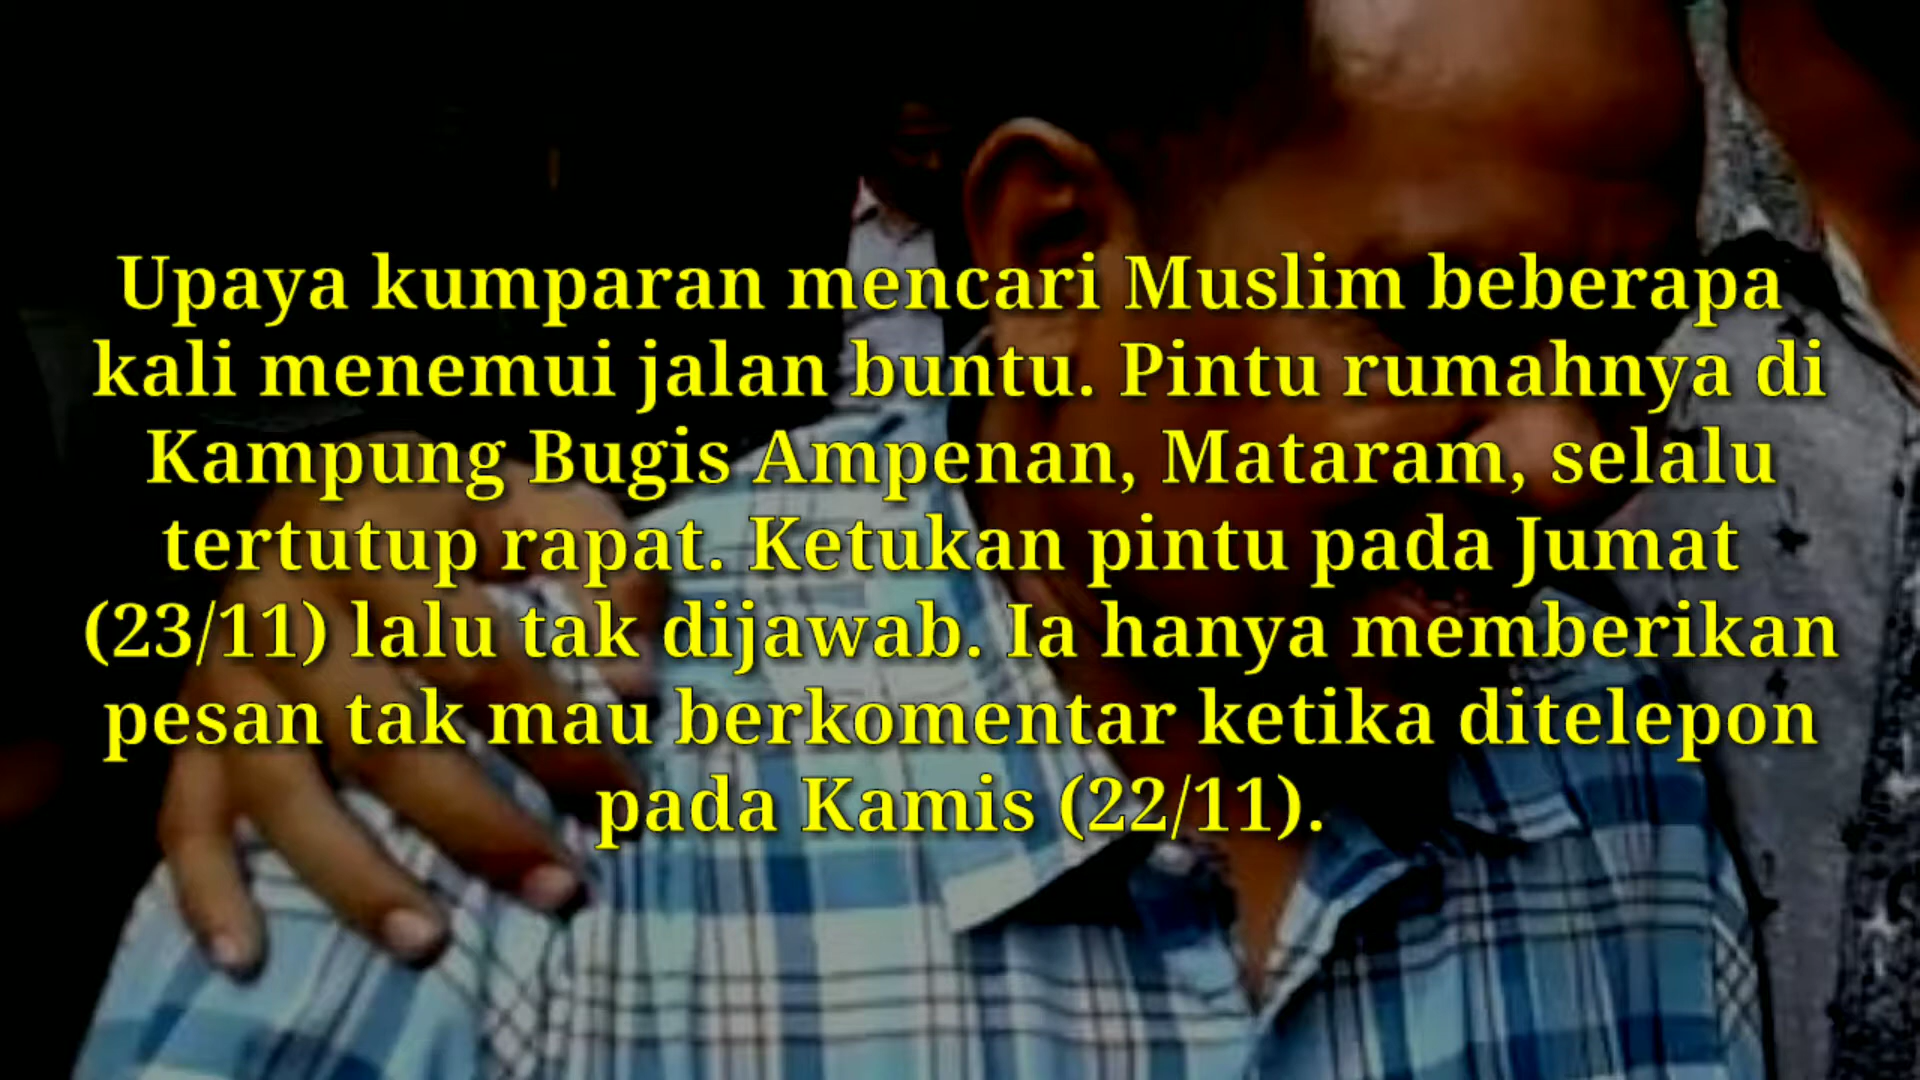 Upaya kumparan mencari Muslim beberapa
kali menemui jalan buntu. Pintu rumahnya di
Kampung Bugis Ampenan, Mataram, selalu
tertutup rapat. Ketukan pintu pada Jumat
(23/11) lalu tak dijawab. Ia hanya memberikan
pesan tak mau berkomentar ketika ditelepon
pada Kamis (22/11).